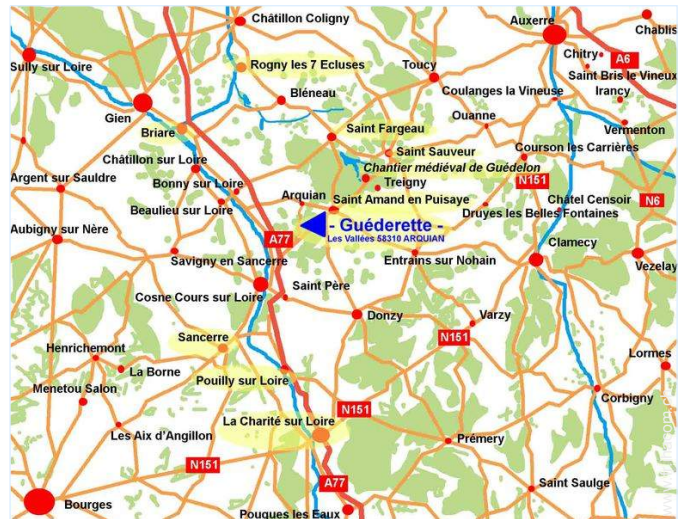 Châtillon Coligny
Auxerre
Chablis
Sully sur Loire
Rogny les 7 Ecluses
Toucy
Chitry
A6
Saint Bris le Vineux
Bléneau
Coulanges la Vineuse
Irancy
Gien
Ouanne
Briare
Saint Fargeau
Vermenton
Saint Sauveur
Courson les Carrières
Châtillon sur Loire
Chantier médiéval de Guédelon
Argent sur Sauldre
Bonny sur Loire
Treigny
N151
Arquian
Saint Amand en Puisaye
Châtel Censoir
N6
Beaulieu sur Loire
Druyes les Belles Fontaines
Aubigny sur Nère
- Guéderette -
A77
Les Vallées 58310 ARQUIAN
Clamecy
Savigny en Sancerre
Entrains sur Nohain
Vezelay
Cosne Cours sur Loire
Saint Père
Donzy
Varzy
Sancerre
N151
Henrichemont
Lormes
La Borne
Pouilly sur Loire
Menetou Salon
Corbigny
N151
La Charité sur Loire
Les Aix d'Angillon
Prémery
N151
A77
Saint Saulge
Bourges
Pougues les Eaux